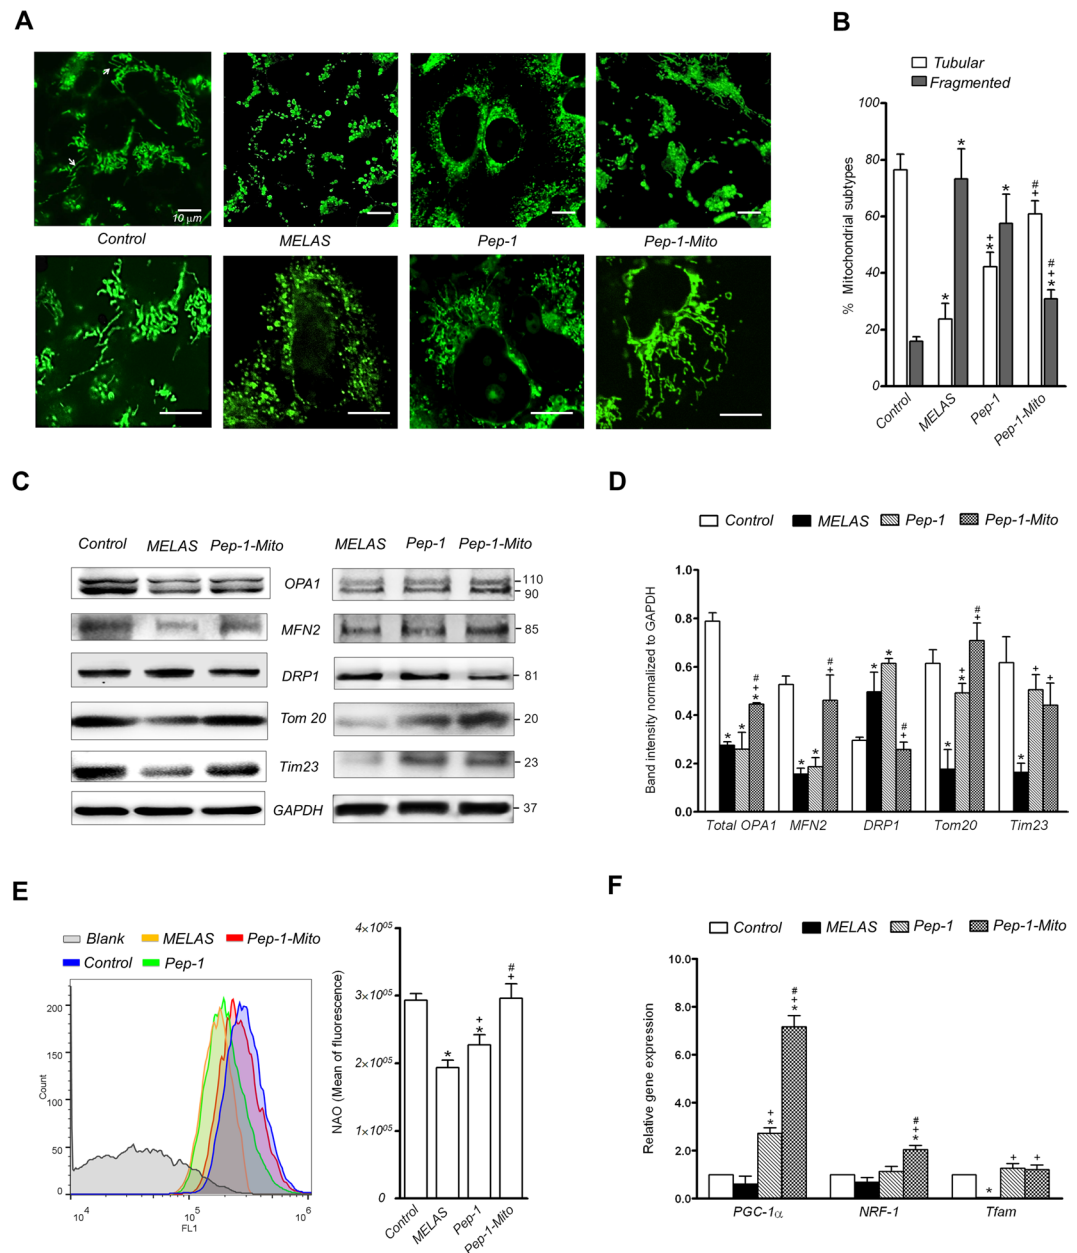 A
10 µm
Control
MELAS
Pep-1
Pep-1-Mito
B
Tubular
Fragmented
% Mitochondrial subtypes
100
80
60
40
20
0
*
*
+
*
*
#
+
#
+
*
Control
MELAS
Pep-1
Pep-1-Mito
C
Control MELAS Pep-1-Mito
MELAS Pep-1 Pep-1-Mito
OPA1
110
90
MFN2
85
DRP1
81
Tom 20
20
Tim23
23
GAPDH
37
D
Control MELAS Pep-1 Pep-1-Mito
Band intensity normalized to GAPDH
1.0
0.8
0.6
0.4
0.2
0.0
*
*
#
+
*
*
*
#
+
*
*
#
+
*
+
*
#
+
*
+
+
Total OPA1 MFN2 DRP1 Tom20 Tim23
E
Blank MELAS Pep-1-Mito
Control Pep-1
Count
200
150
100
50
0
10^4 10^5 10^6
FL1
NAO (Mean of fluorescence)
4×10^05
3×10^05
2×10^05
1×10^05
0
*
+
*
#
+
Control
MELAS
Pep-1
Pep-1-Mito
F
Control MELAS Pep-1 Pep-1-Mito
Relative gene expression
10.0
8.0
6.0
4.0
2.0
0.0
+
*
#
+
*
#
+
*
*
+
+
PGC-1α NRF-1 Tfam